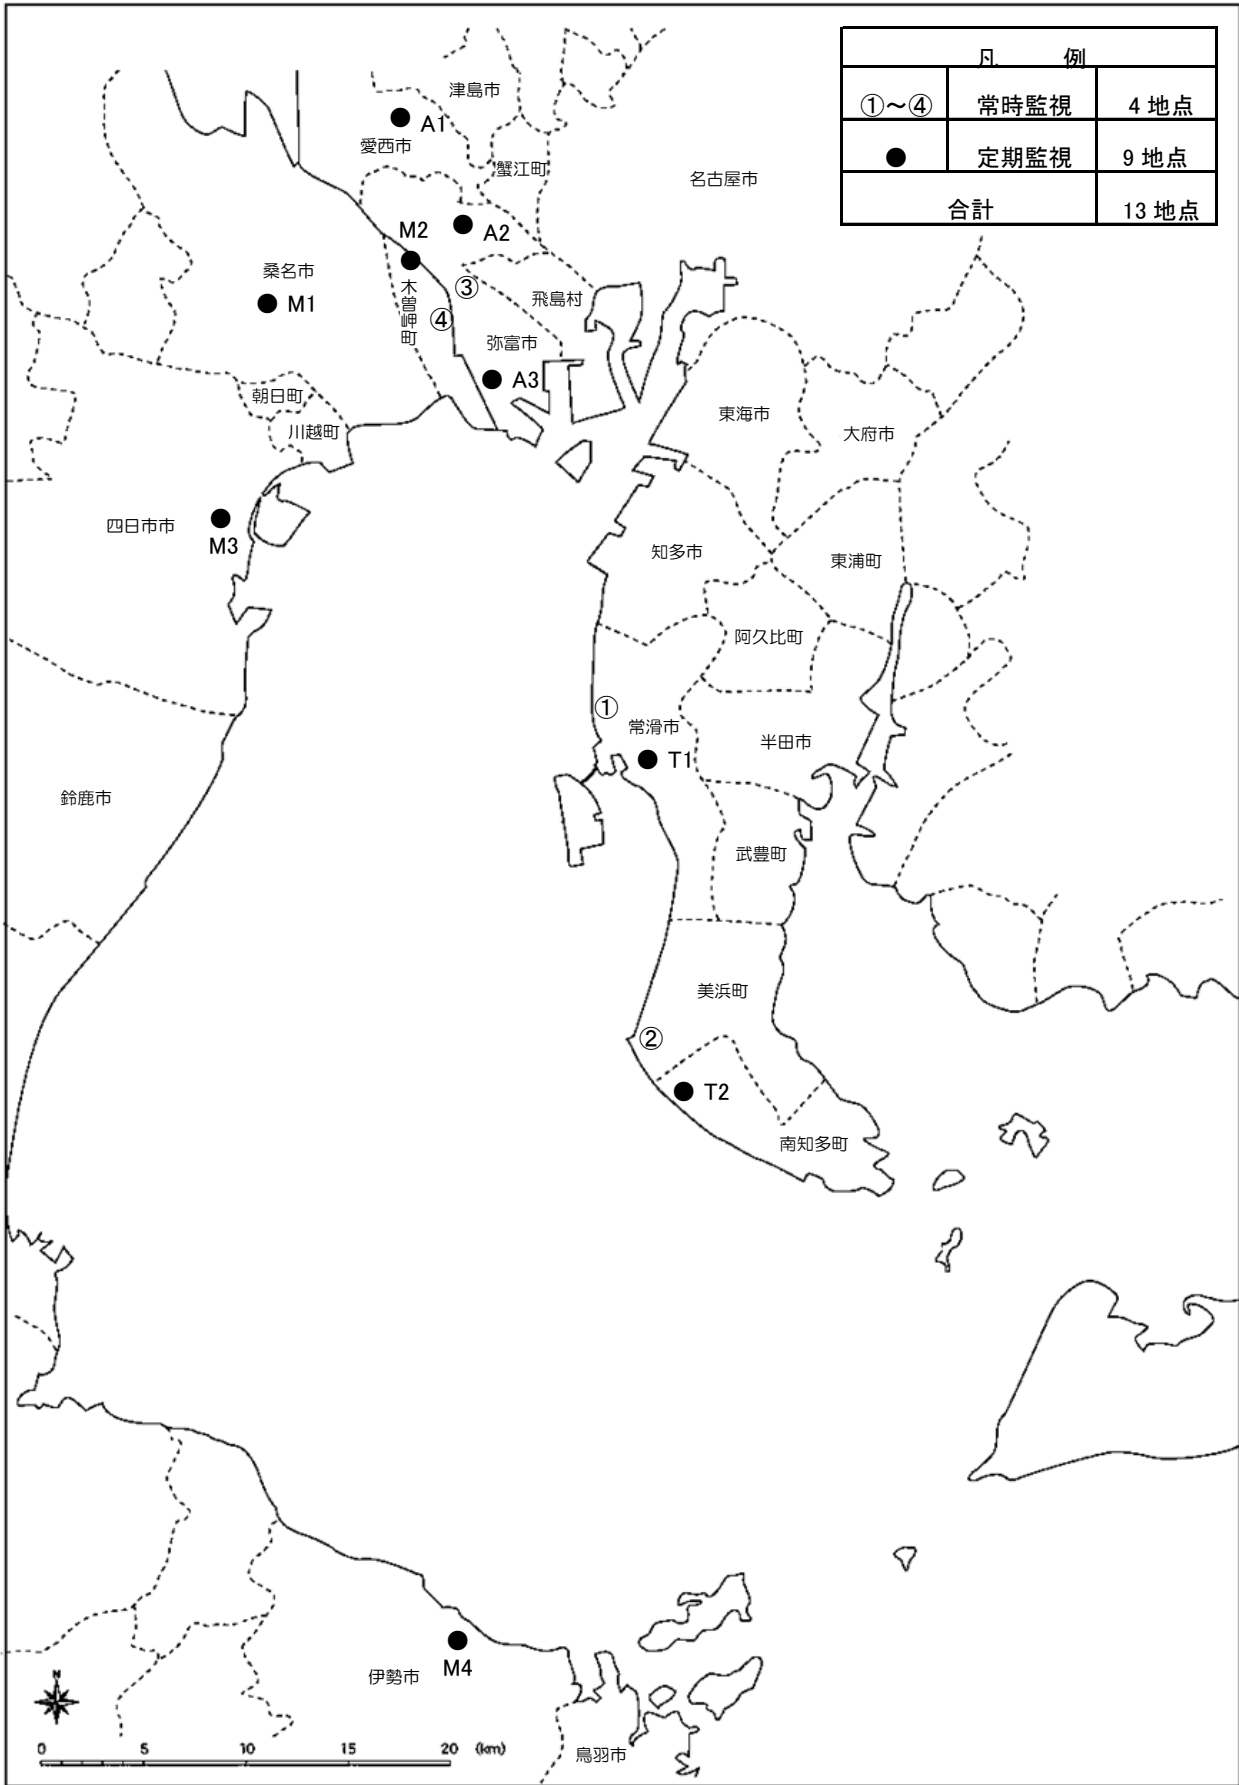 凡 例
①～④ 常時監視 4 地点
● 定期監視 9 地点
合計 13 地点
津島市
A1
愛西市
蟹江町
名古屋市
M2
A2
桑名市
木曽岬町
③
飛島村
M1
④
弥富市
A3
朝日町
川越町
東海市
大府市
四日市市
M3
知多市
東浦町
阿久比町
①
常滑市
半田市
T1
鈴鹿市
武豊町
美浜町
②
T2
南知多町
伊勢市
M4
鳥羽市
N
0 5 10 15 20 (km)